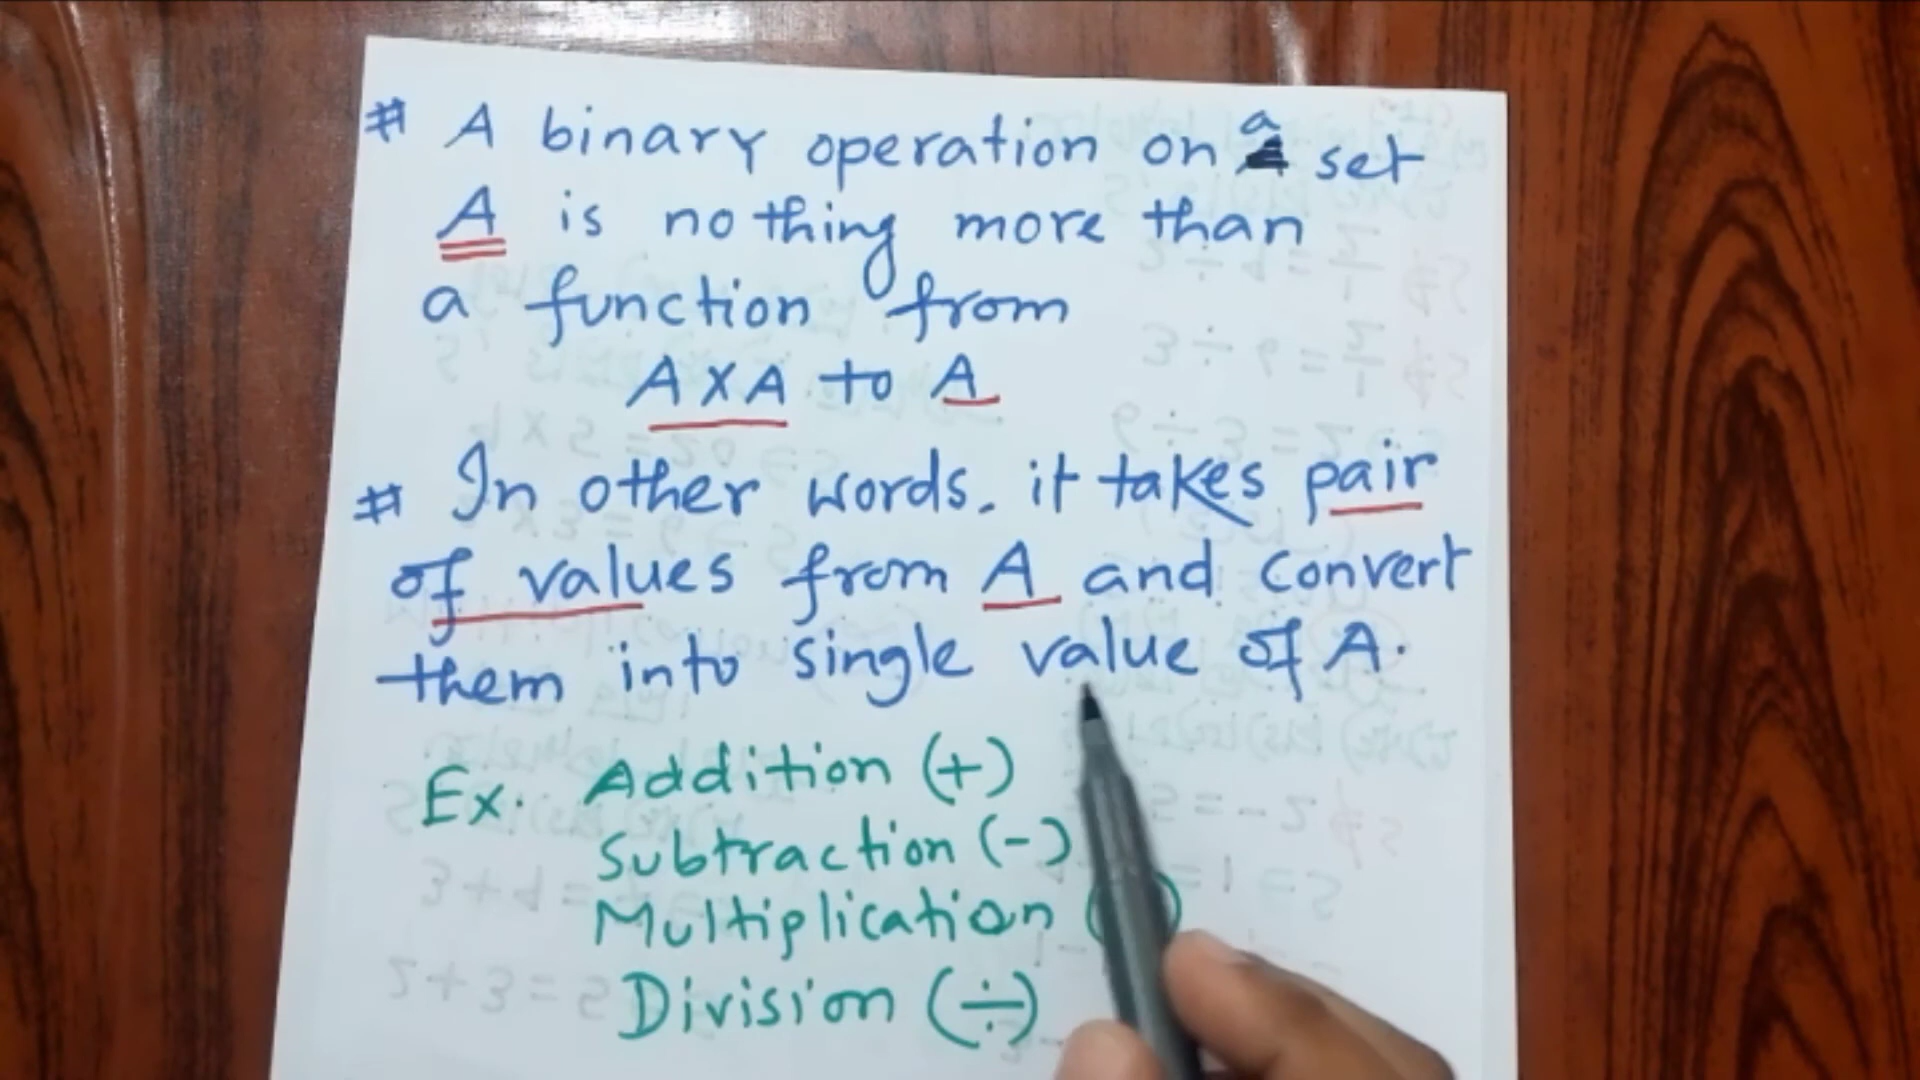 # A binary operation on a set
A is nothing more than
a function from
A X A to A
# In other words. it takes pair
of values from A and convert
them into single value of A.
Ex. Addition (+)
Subtraction (-)
Multiplication (
Division (÷)